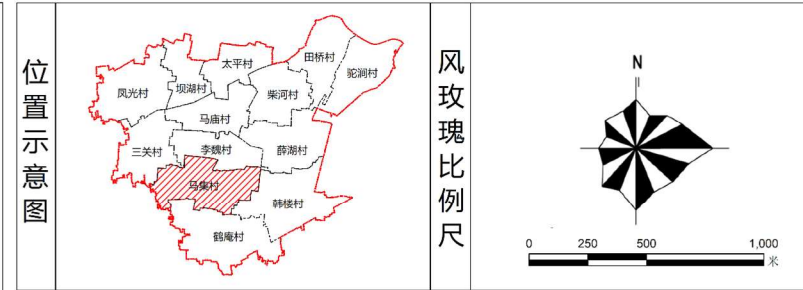 位置示意图
田桥村
驼涧村
太平村
凤光村
坝湖村
柴河村
马庙村
三关村
李魏村
薛湖村
马集村
韩楼村
鹤庵村
风玫瑰比例尺
N
0 250 500 1,000
米